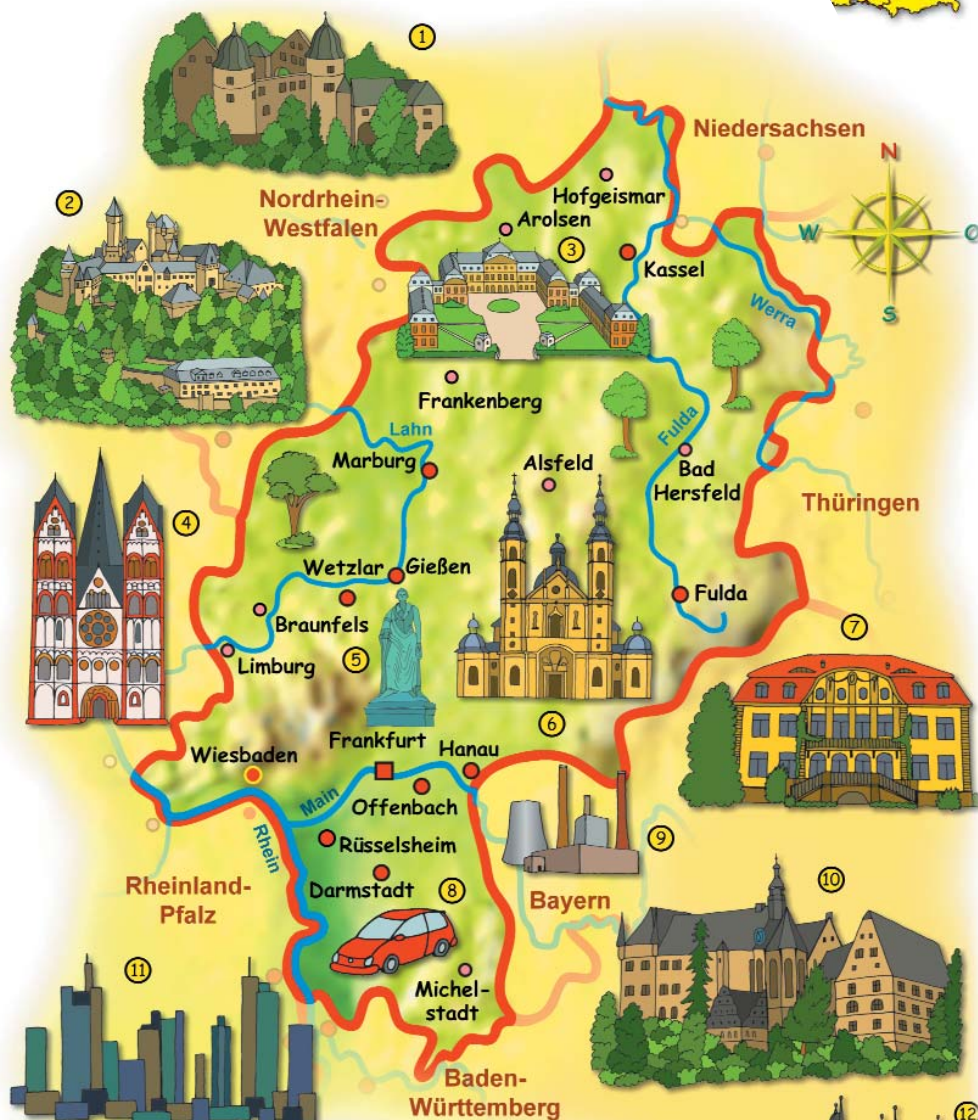 1
Niedersachsen
N
Hofgeismar
2
Nordrhein-
Westfalen
Arolsen
3
W
O
Kassel
S
Werra
Frankenberg
Lahn
Fulda
Marburg
Alsfeld
Bad
Hersfeld
4
Thüringen
Wetzlar
Gießen
Fulda
Braunfels
7
Limburg
5
6
Frankfurt
Hanau
Wiesbaden
Main
Offenbach
Rhein
Rüsselsheim
9
Rheinland-
Pfalz
Darmstadt
8
Bayern
10
11
Michel-
stadt
Baden-
Württemberg
12